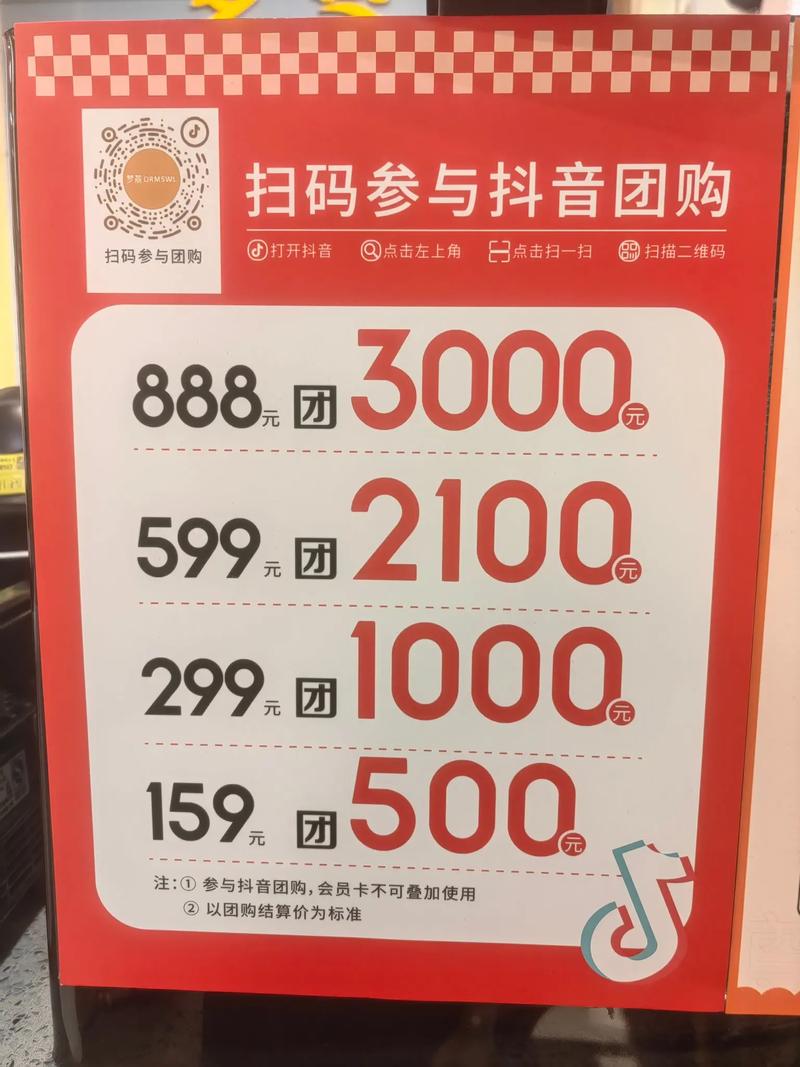 梦荔 DRMSWL
扫码参与团购
扫码参与抖音团购
打开抖音 点击左上角 点击扫一扫 扫描二维码
888元 团 3000元
599元 团 2100元
299元 团 1000元
159元 团 500元
注:① 参与抖音团购,会员卡不可叠加使用
② 以团购结算价为标准